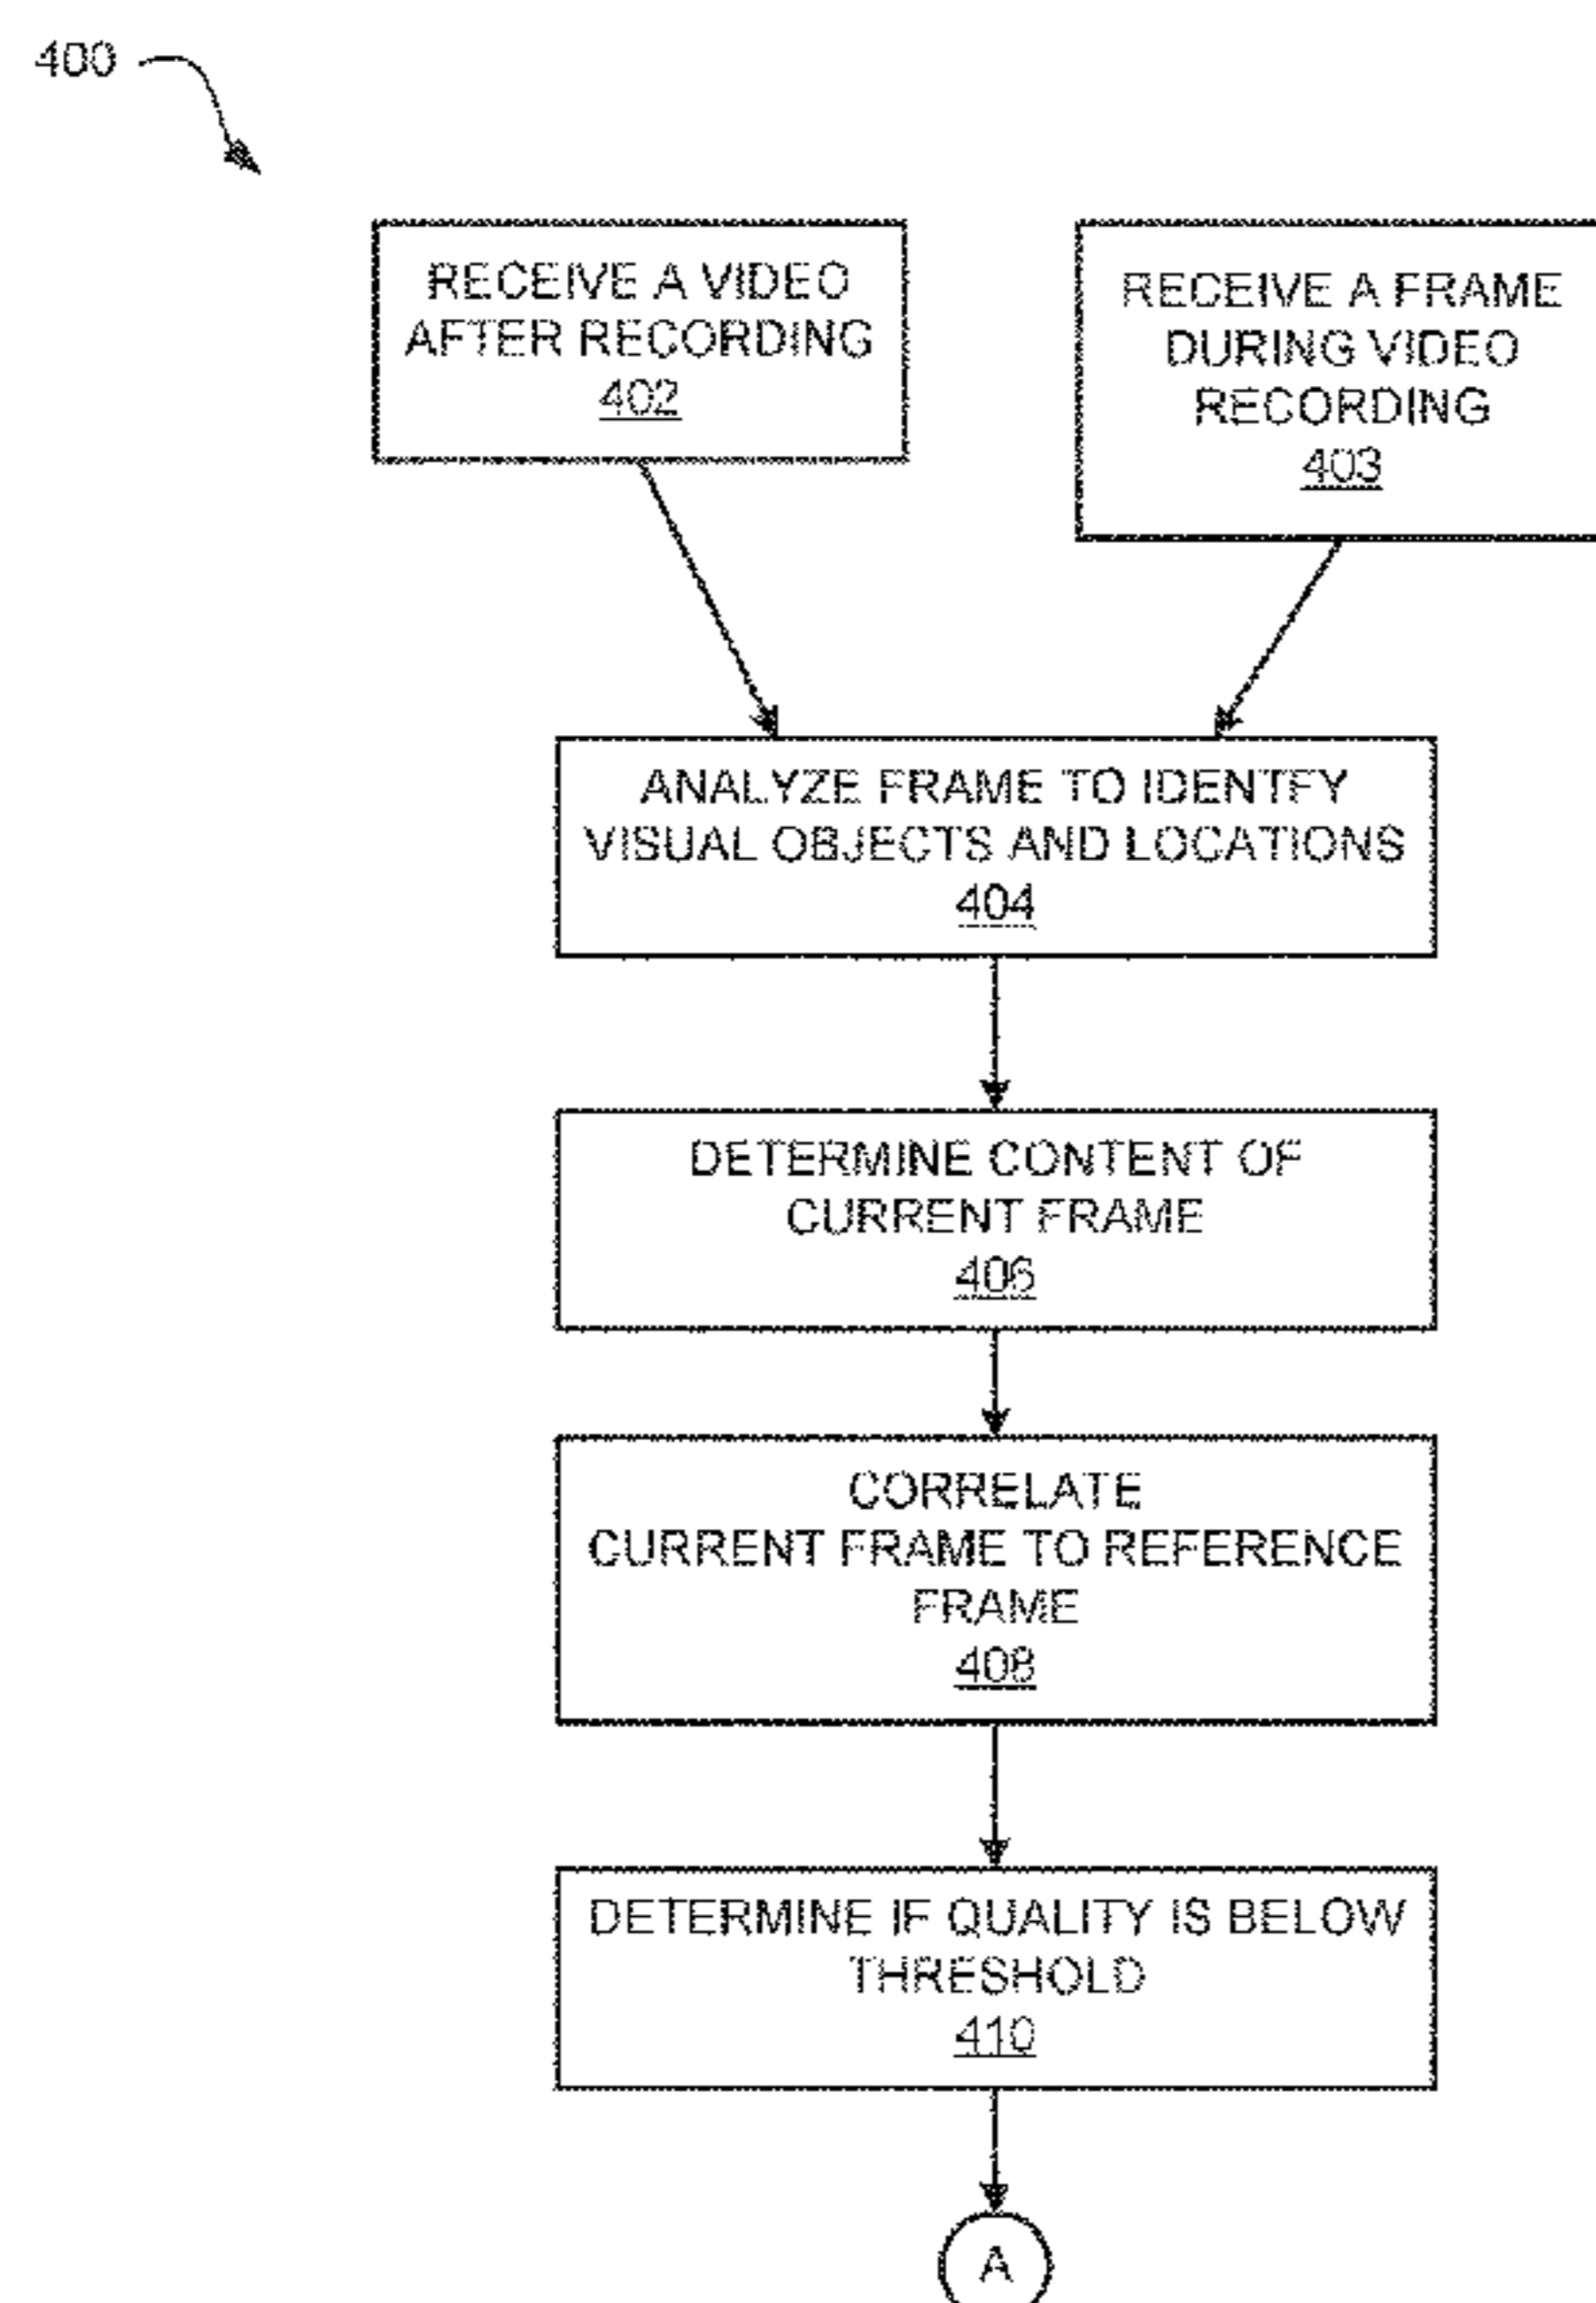 400
RECEIVE A VIDEO
AFTER RECORDING
402
RECEIVE A FRAME
DURING VIDEO
RECORDING
403
ANALYZE FRAME TO IDENTFY
VISUAL OBJECTS AND LOCATIONS
404
DETERMINE CONTENT OF
CURRENT FRAME
406
CORRELATE
CURRENT FRAME TO REFERENCE
FRAME
408
DETERMINE IF QUALITY IS BELOW
THRESHOLD
410
A